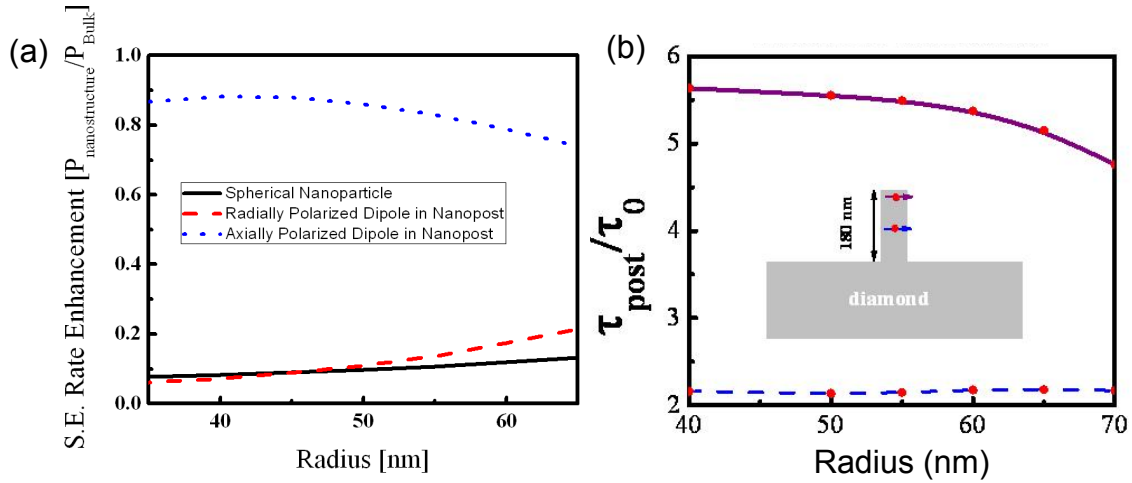 (a)
S.E. Rate Enhancement [P_nanostructure/P_Bulk]
1.0
0.8
0.6
0.4
0.2
0.0
Spherical Nanoparticle
Radially Polarized Dipole in Nanopost
Axially Polarized Dipole in Nanopost
40
50
60
Radius [nm]
(b)
τ_post/τ_0
6
5
4
3
2
1
180 nm
diamond
40
50
60
70
Radius (nm)